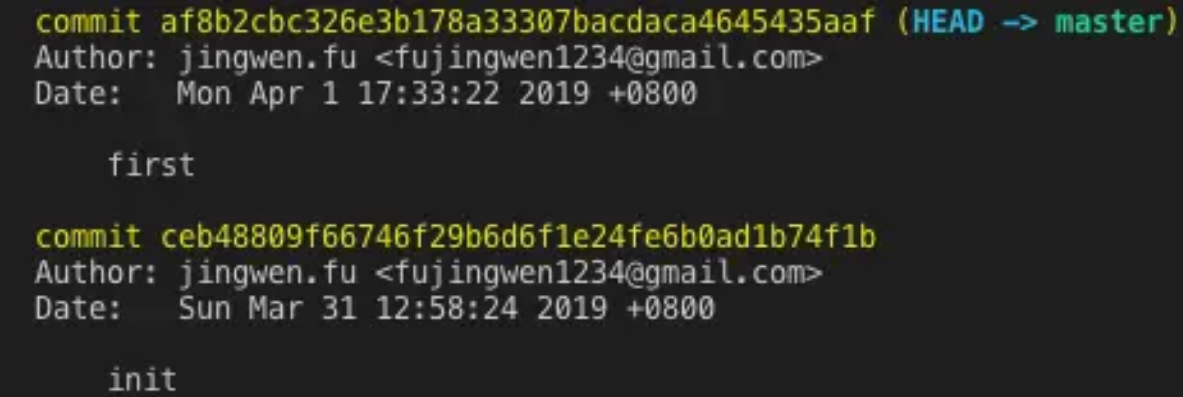 commit af8b2cbc326e3b178a33307bacdaca4645435aaf (HEAD -> master)
Author: jingwen.fu <fujingwen1234@gmail.com>
Date:   Mon Apr 1 17:33:22 2019 +0800
first
commit ceb48809f66746f29b6d6f1e24fe6b0ad1b74f1b
Author: jingwen.fu <fujingwen1234@gmail.com>
Date:   Sun Mar 31 12:58:24 2019 +0800
init